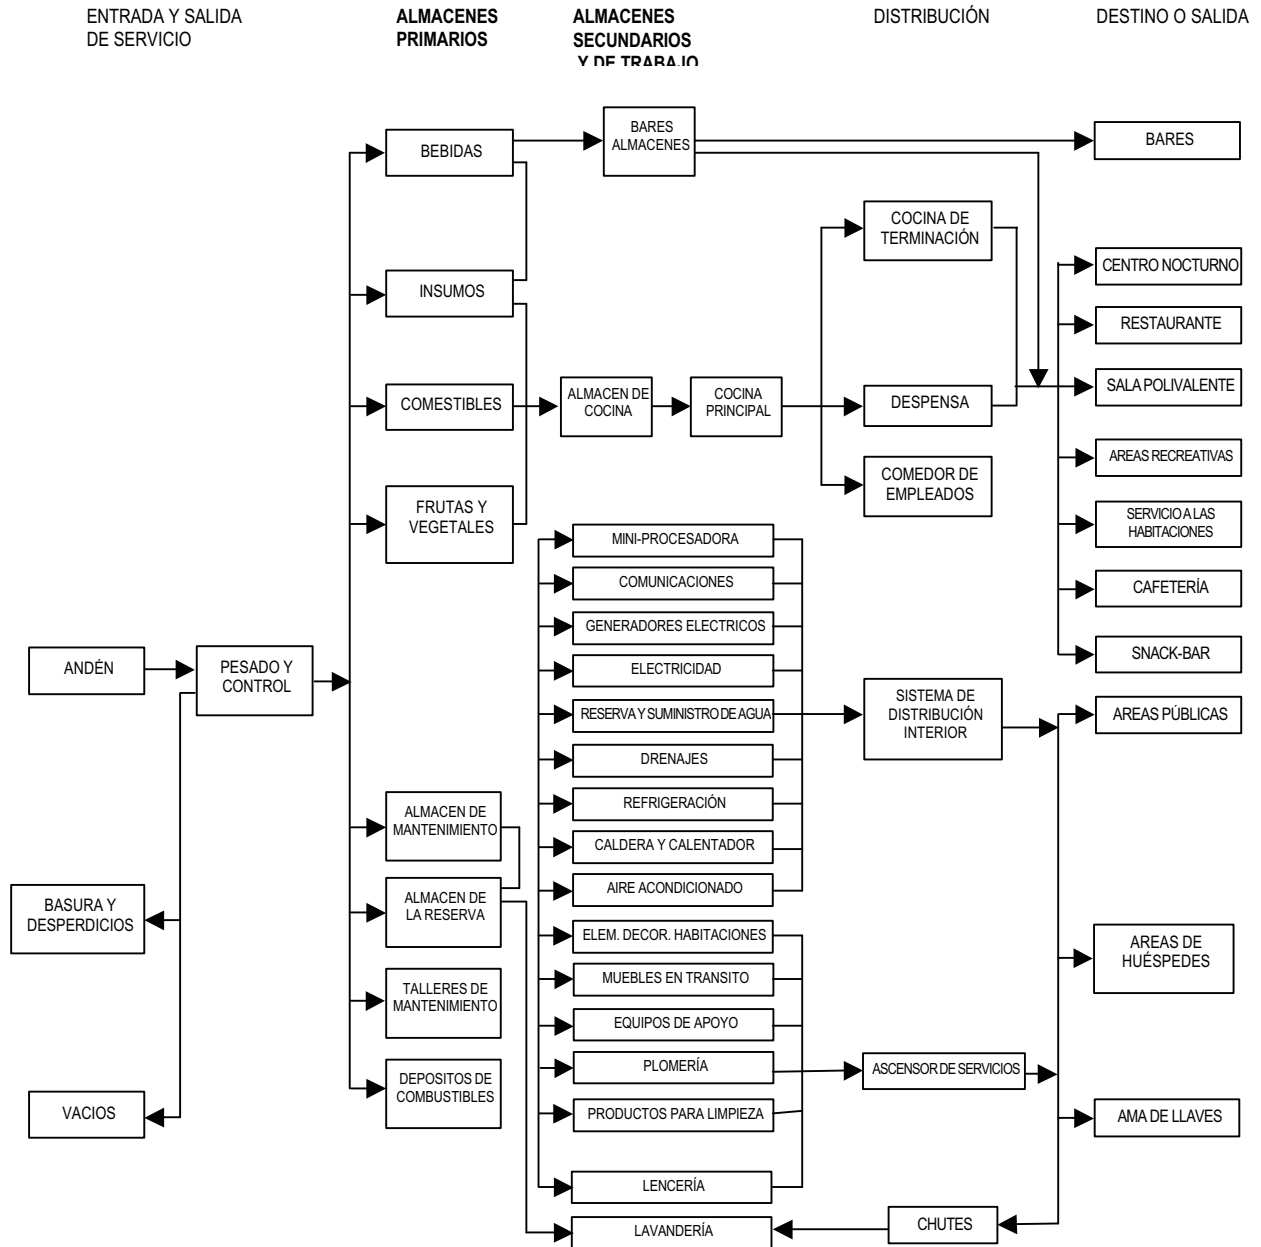 ENTRADA Y SALIDA
DE SERVICIO
ALMACENES
PRIMARIOS
ALMACENES
SECUNDARIOS
Y DE TRABAJO
DISTRIBUCIÓN
DESTINO O SALIDA
BEBIDAS
BARES
ALMACENES
BARES
COCINA DE
TERMINACIÓN
CENTRO NOCTURNO
INSUMOS
RESTAURANTE
COMESTIBLES
ALMACEN DE
COCINA
COCINA
PRINCIPAL
DESPENSA
SALA POLIVALENTE
AREAS RECREATIVAS
COMEDOR DE
EMPLEADOS
FRUTAS Y
VEGETALES
SERVICIO A LAS
HABITACIONES
MINI-PROCESADORA
COMUNICACIONES
CAFETERÍA
GENERADORES ELECTRICOS
ANDÉN
PESADO Y
CONTROL
ELECTRICIDAD
SNACK-BAR
RESERVA Y SUMINISTRO DE AGUA
SISTEMA DE
DISTRIBUCIÓN
INTERIOR
AREAS PÚBLICAS
DRENAJES
REFRIGERACIÓN
ALMACEN DE
MANTENIMIENTO
CALDERA Y CALENTADOR
AIRE ACONDICIONADO
BASURA Y
DESPERDICIOS
ALMACEN DE
LA RESERVA
ELEM. DECOR. HABITACIONES
AREAS DE
HUÉSPEDES
MUEBLES EN TRANSITO
TALLERES DE
MANTENIMIENTO
EQUIPOS DE APOYO
PLOMERÍA
ASCENSOR DE SERVICIOS
DEPOSITOS DE
COMBUSTIBLES
VACIOS
PRODUCTOS PARA LIMPIEZA
AMA DE LLAVES
LENCERÍA
LAVANDERÍA
CHUTES